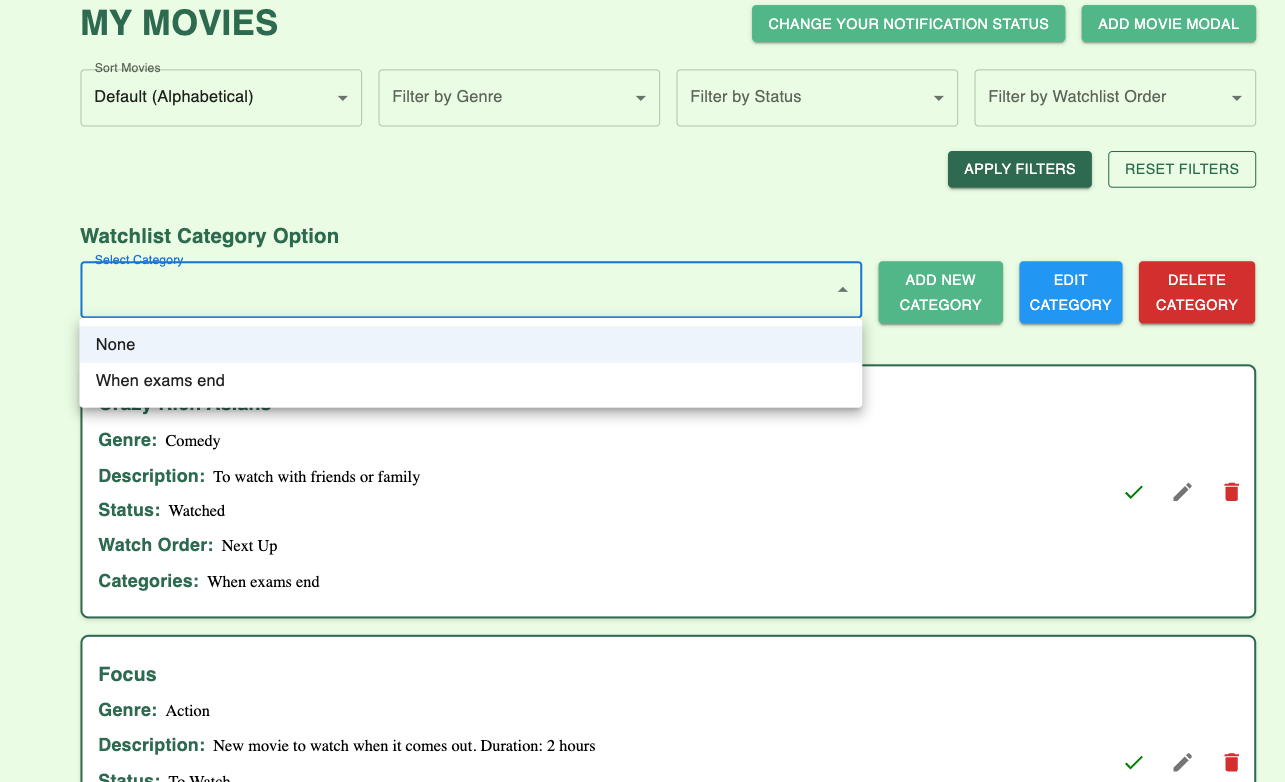 MY MOVIES
CHANGE YOUR NOTIFICATION STATUS
ADD MOVIE MODAL
Sort Movies
Default (Alphabetical)
Filter by Genre
Filter by Status
Filter by Watchlist Order
APPLY FILTERS
RESET FILTERS
Watchlist Category Option
Select Category
ADD NEW
CATEGORY
EDIT
CATEGORY
DELETE
CATEGORY
None
When exams end
Crazy Rich Asians
Genre: Comedy
Description: To watch with friends or family
Status: Watched
Watch Order: Next Up
Categories: When exams end
Focus
Genre: Action
Description: New movie to watch when it comes out. Duration: 2 hours
Status: To Watch